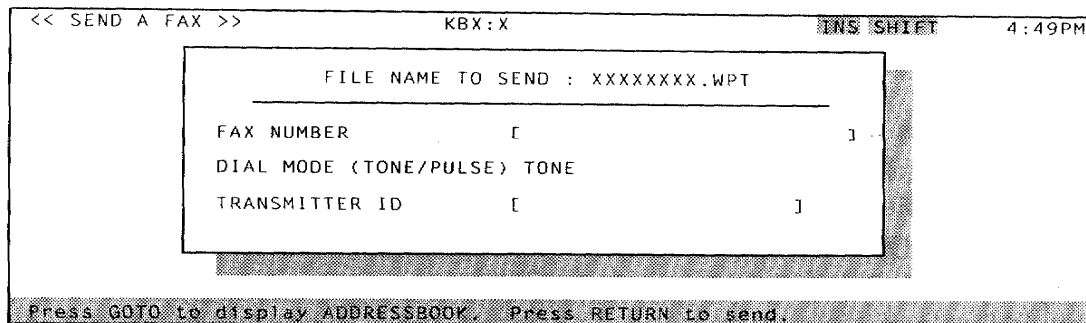 << SEND A FAX >> KBX:X INS SHIFT 4:49PM
FILE NAME TO SEND : XXXXXXXX.WPT
FAX NUMBER [ ]
DIAL MODE (TONE/PULSE) TONE
TRANSMITTER ID [ ]
Press GOTO to display ADDRESSBOOK. Press RETURN to send.